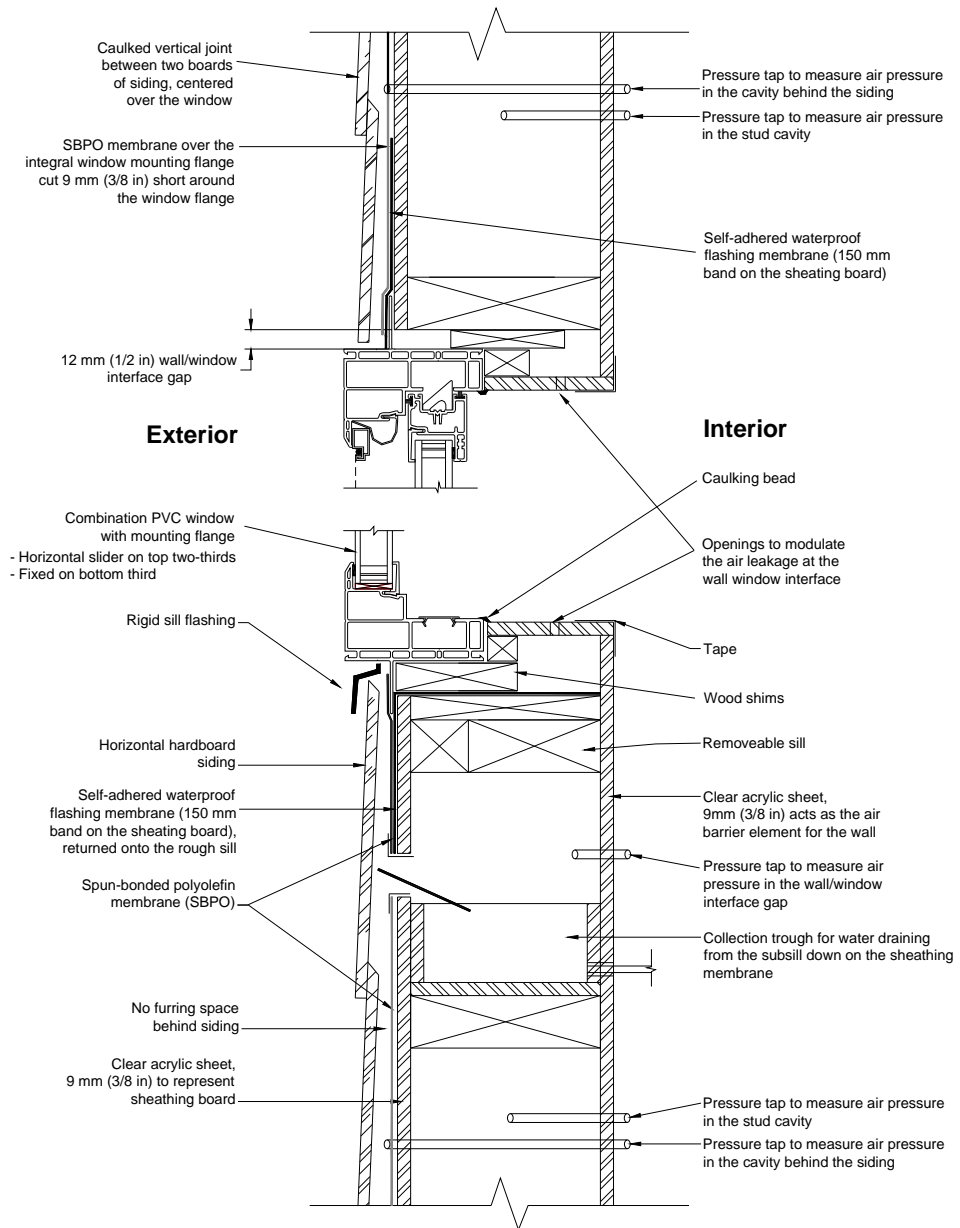 Caulked vertical joint
between two boards
of siding, centered
over the window
SBPO membrane over the
integral window mounting flange
cut 9 mm (3/8 in) short around
the window flange
12 mm (1/2 in) wall/window
interface gap
Exterior
Combination PVC window
with mounting flange
- Horizontal slider on top two-thirds
- Fixed on bottom third
Rigid sill flashing
Horizontal hardboard
siding
Self-adhered waterproof
flashing membrane (150 mm
band on the sheating board),
returned onto the rough sill
Spun-bonded polyolefin
membrane (SBPO)
No furring space
behind siding
Clear acrylic sheet,
9 mm (3/8 in) to represent
sheathing board
Pressure tap to measure air pressure
in the cavity behind the siding
Pressure tap to measure air pressure
in the stud cavity
Self-adhered waterproof
flashing membrane (150 mm
band on the sheating board)
Interior
Caulking bead
Openings to modulate
the air leakage at the
wall window interface
Tape
Wood shims
Removeable sill
Clear acrylic sheet,
9mm (3/8 in) acts as the air
barrier element for the wall
Pressure tap to measure air
pressure in the wall/window
interface gap
Collection trough for water draining
from the subsill down on the sheathing
membrane
Pressure tap to measure air pressure
in the stud cavity
Pressure tap to measure air pressure
in the cavity behind the siding